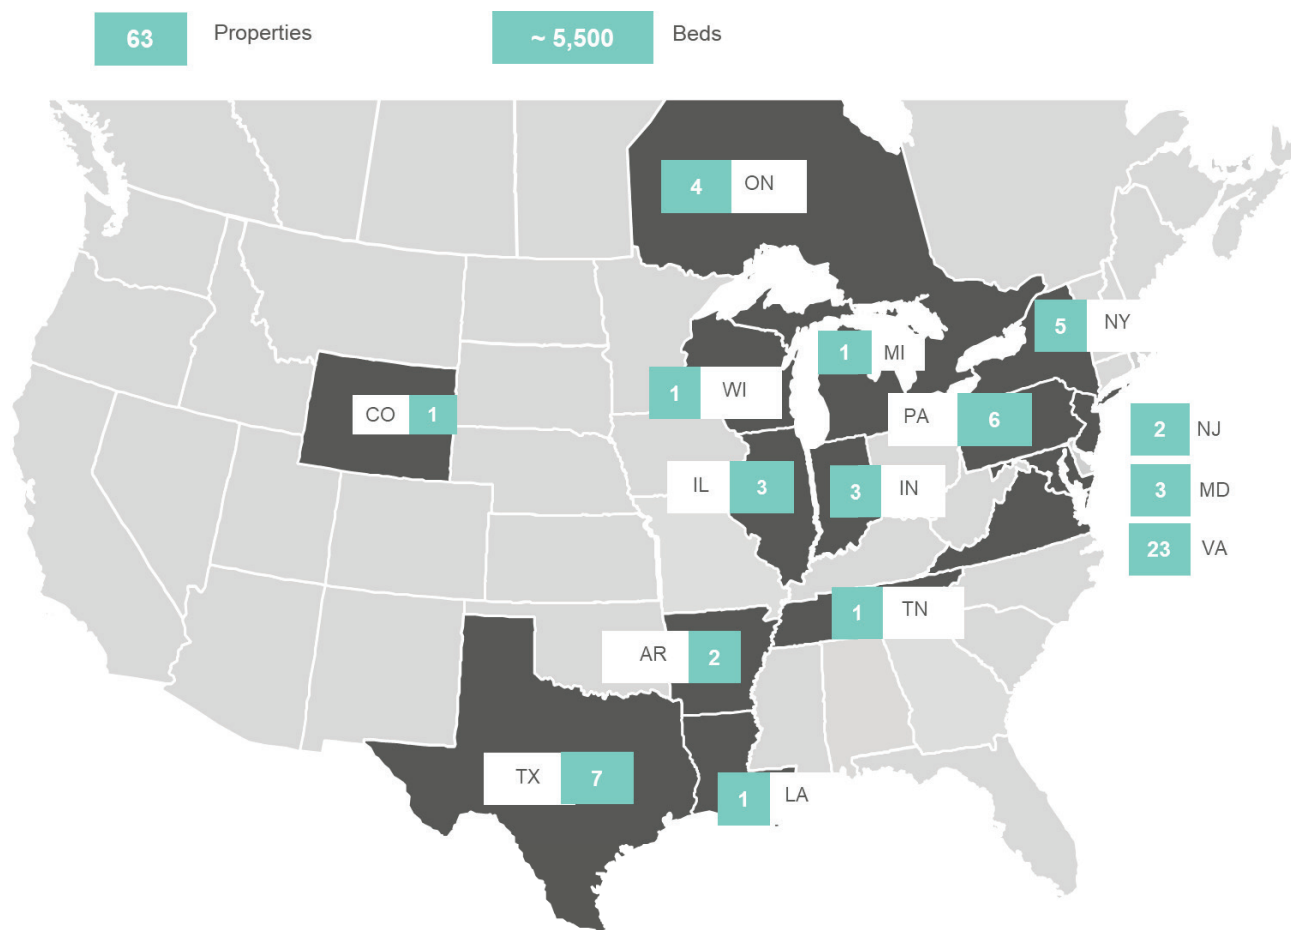 63 Properties ~ 5,500 Beds
4 ON
5 NY
1 MI
1 WI
CO 1
PA 6
2 NJ
IL 3
3 IN
3 MD
23 VA
1 TN
AR 2
TX 7
1 LA